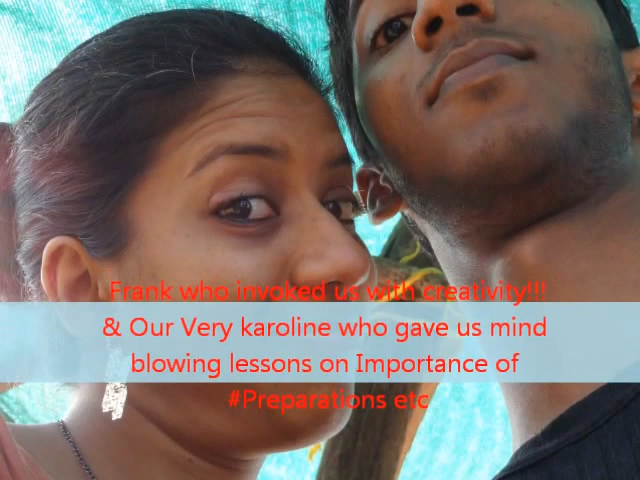 Frank who invoked us with creativity!!!
& Our Very karoline who gave us mind
blowing lessons on Importance of
#Preparations etc